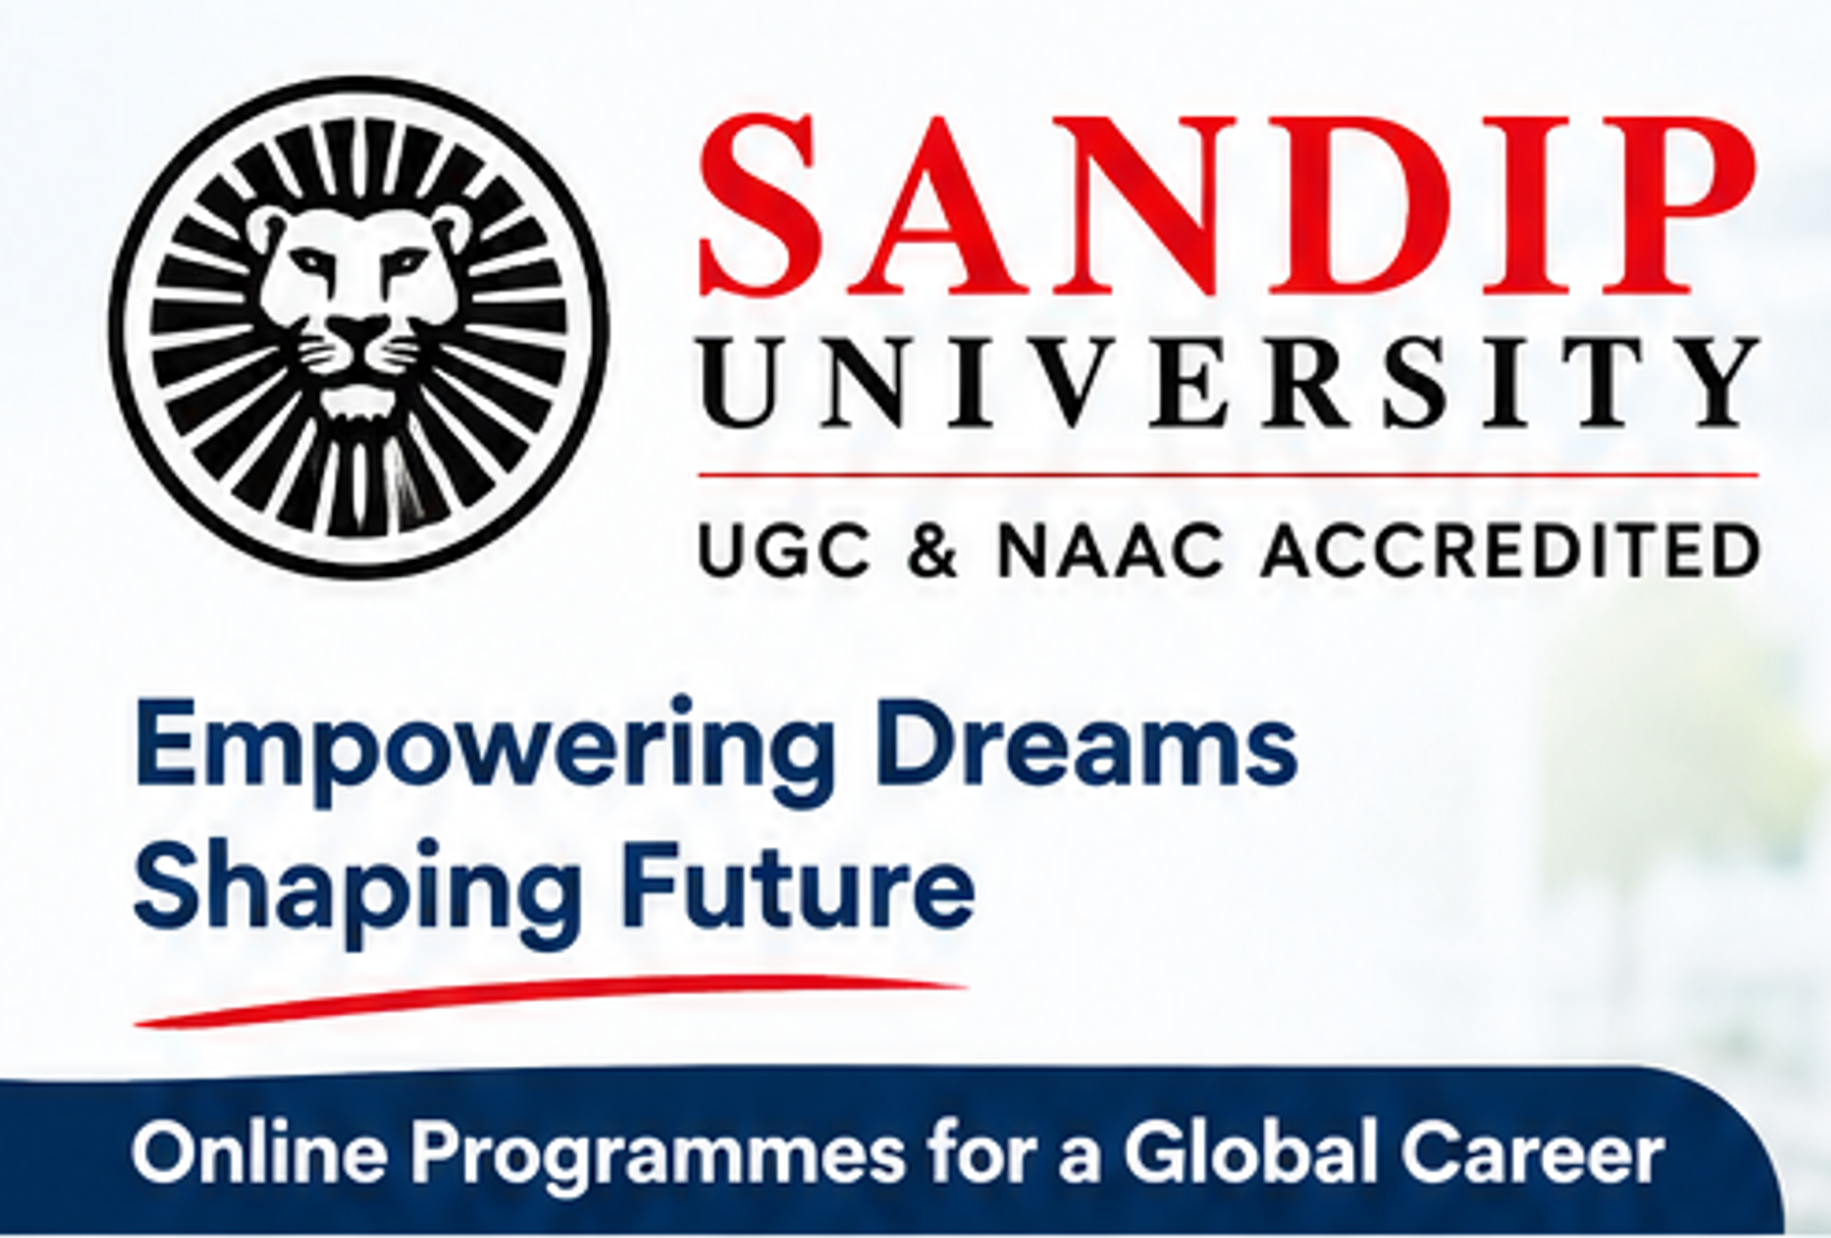 SANDIP
UNIVERSITY
UGC & NAAC ACCREDITED
Empowering Dreams
Shaping Future
Online Programmes for a Global Career